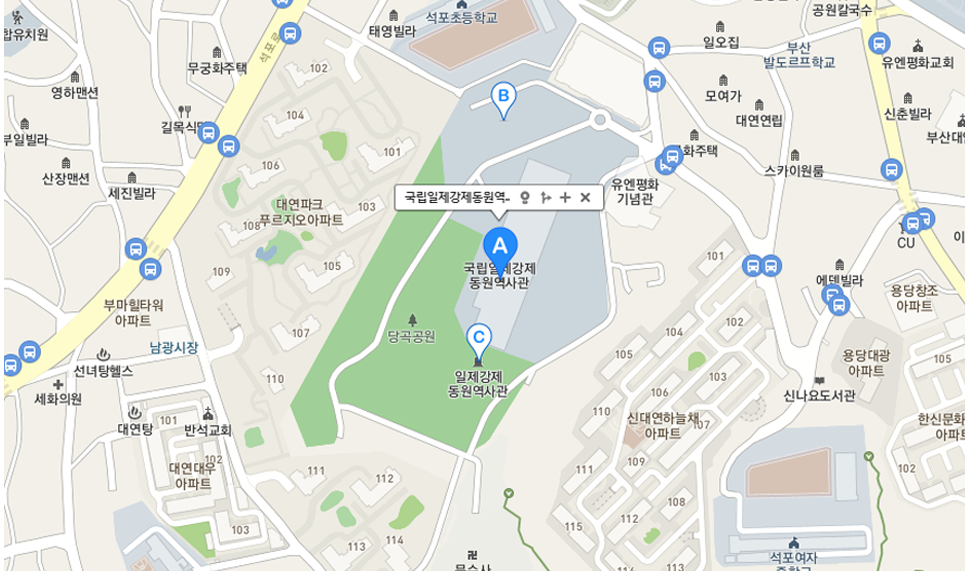 석포초등학교
공원칼국수
합유치원
태영빌라
일오집
부산
발도르프학교
유엔평화교회
석포로
무궁화주택
102
영하맨션
모여가
B
104
길목식
대연연립
신춘빌라
부산대
부일빌라
101
산장맨션
106
스카이원룸
세진빌라
유엔평화
기념관
국립일제강제동원역..
103
대연파크
푸르지오아파트
108
CU
A
국립일제강제
동원역사관
101
109
105
에덴빌라
용당창조
아파트
부마힐타워
아파트
102
104
107
당곡공원
C
남광시장
105
용당대광
아파트
선녀탕헬스
일제강제
동원역사관
103
110
세화의원
신나요도서관
110
대연탕
101
반석교회
신대연하늘채
아파트
107
한신문화
아파트
102
109
대연대우
아파트
111
111
112
102
108
103
113
114
115
112
석포여자
중학교
문수사